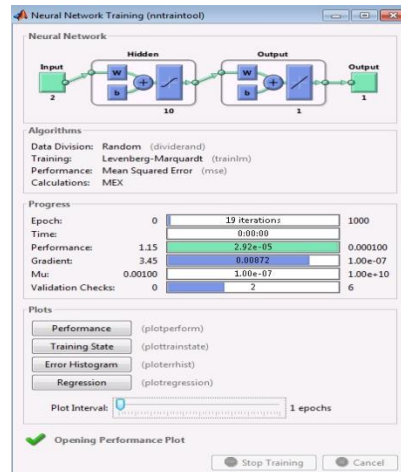 Neural Network Training (nntraintool)
Neural Network
Hidden Output
Input Output
W W
b b
2 10 1 1
Algorithms
Data Division: Random (dividerand)
Training: Levenberg-Marquardt (trainlm)
Performance: Mean Squared Error (mse)
Calculations: MEX
Progress
Epoch: 0 19 iterations 1000
Time: 0:00:00
Performance: 1.15 2.92e-05 0.000100
Gradient: 3.45 0.00872 1.00e-07
Mu: 0.00100 1.00e-07 1.00e+10
Validation Checks: 0 2 6
Plots
Performance (plotperform)
Training State (plottrainstate)
Error Histogram (ploterrhist)
Regression (plotregression)
Plot Interval: 1 epochs
Opening Performance Plot
Stop Training Cancel